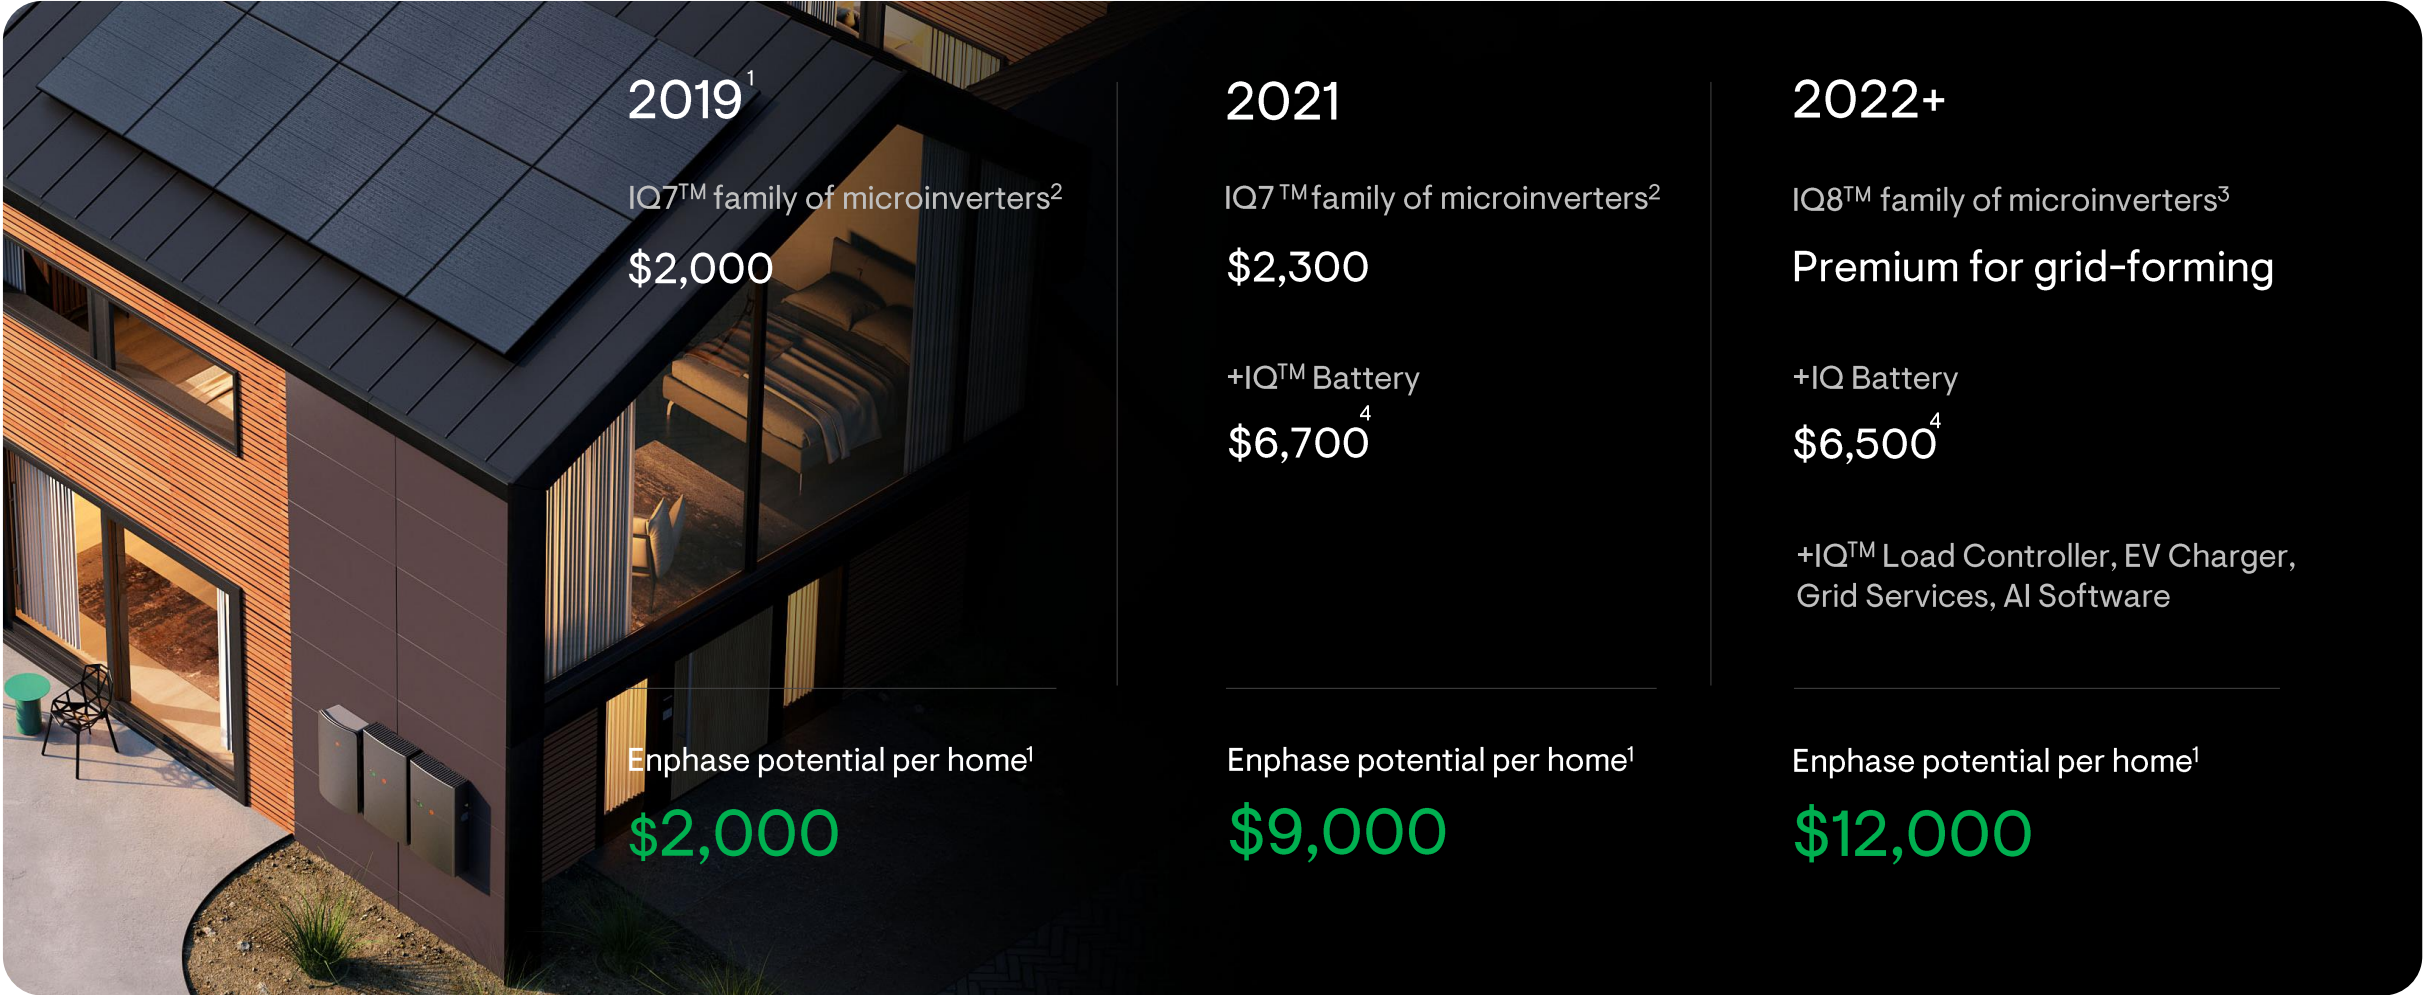 2019¹
IQ7™ family of microinverters²
$2,000
Enphase potential per home¹
$2,000
2021
IQ7™ family of microinverters²
$2,300
+IQ™ Battery
$6,700⁴
Enphase potential per home¹
$9,000
2022+
IQ8™ family of microinverters³
Premium for grid-forming
+IQ Battery
$6,500⁴
+IQ™ Load Controller, EV Charger,
Grid Services, AI Software
Enphase potential per home¹
$12,000